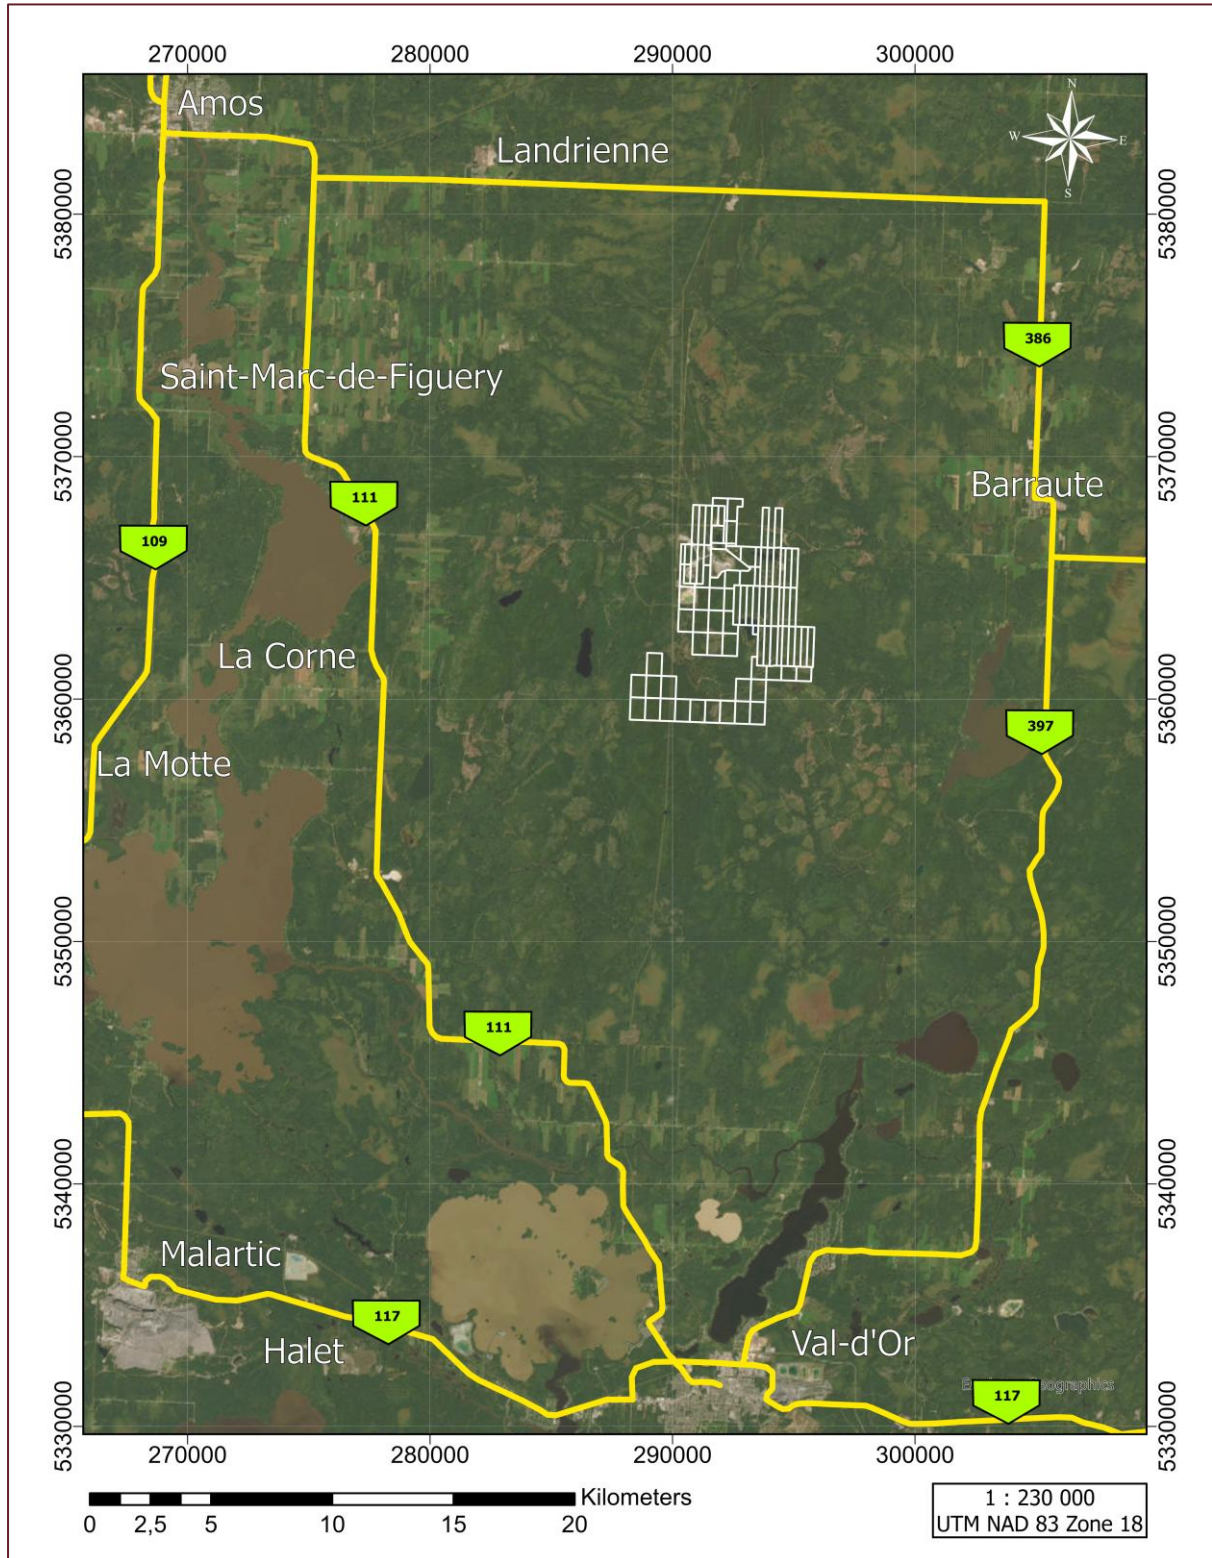 270000 280000 290000 300000
Amos
N
W E
S
Landrienne
5380000 5380000
386
Saint-Marc-de-Figuery
5370000 5370000
Barraute
111
109
La Corne
5360000 5360000
397
La Motte
5350000 5350000
111
5340000 5340000
Malartic
117
Halet
Val-d'Or
117
5330000 5330000
270000 280000 290000 300000
Kilometers
0 2,5 5 10 15 20
1 : 230 000
UTM NAD 83 Zone 18